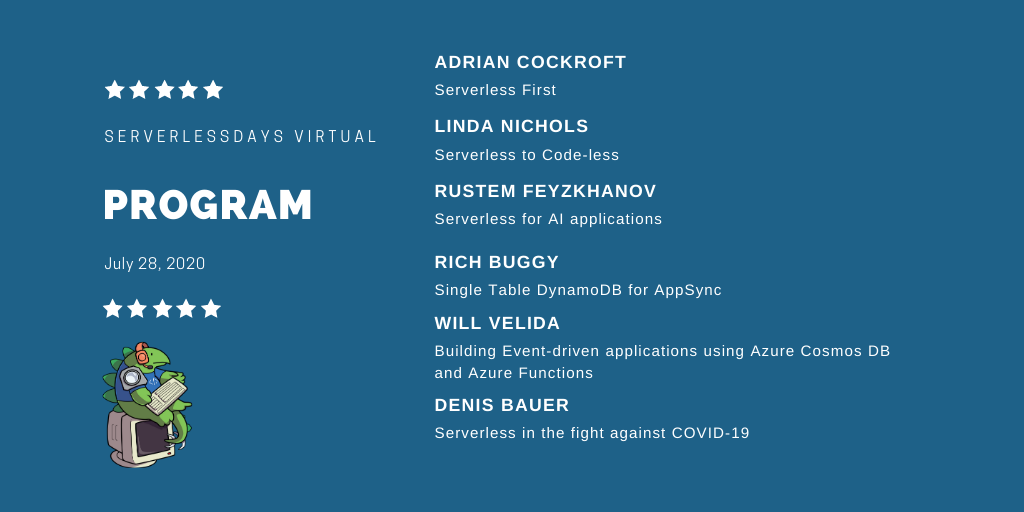 SERVERLESSDAYS VIRTUAL
PROGRAM
July 28, 2020
ADRIAN COCKROFT
Serverless First
LINDA NICHOLS
Serverless to Code-less
RUSTEM FEYZKHANOV
Serverless for AI applications
RICH BUGGY
Single Table DynamoDB for AppSync
WILL VELIDA
Building Event-driven applications using Azure Cosmos DB
and Azure Functions
DENIS BAUER
Serverless in the fight against COVID-19